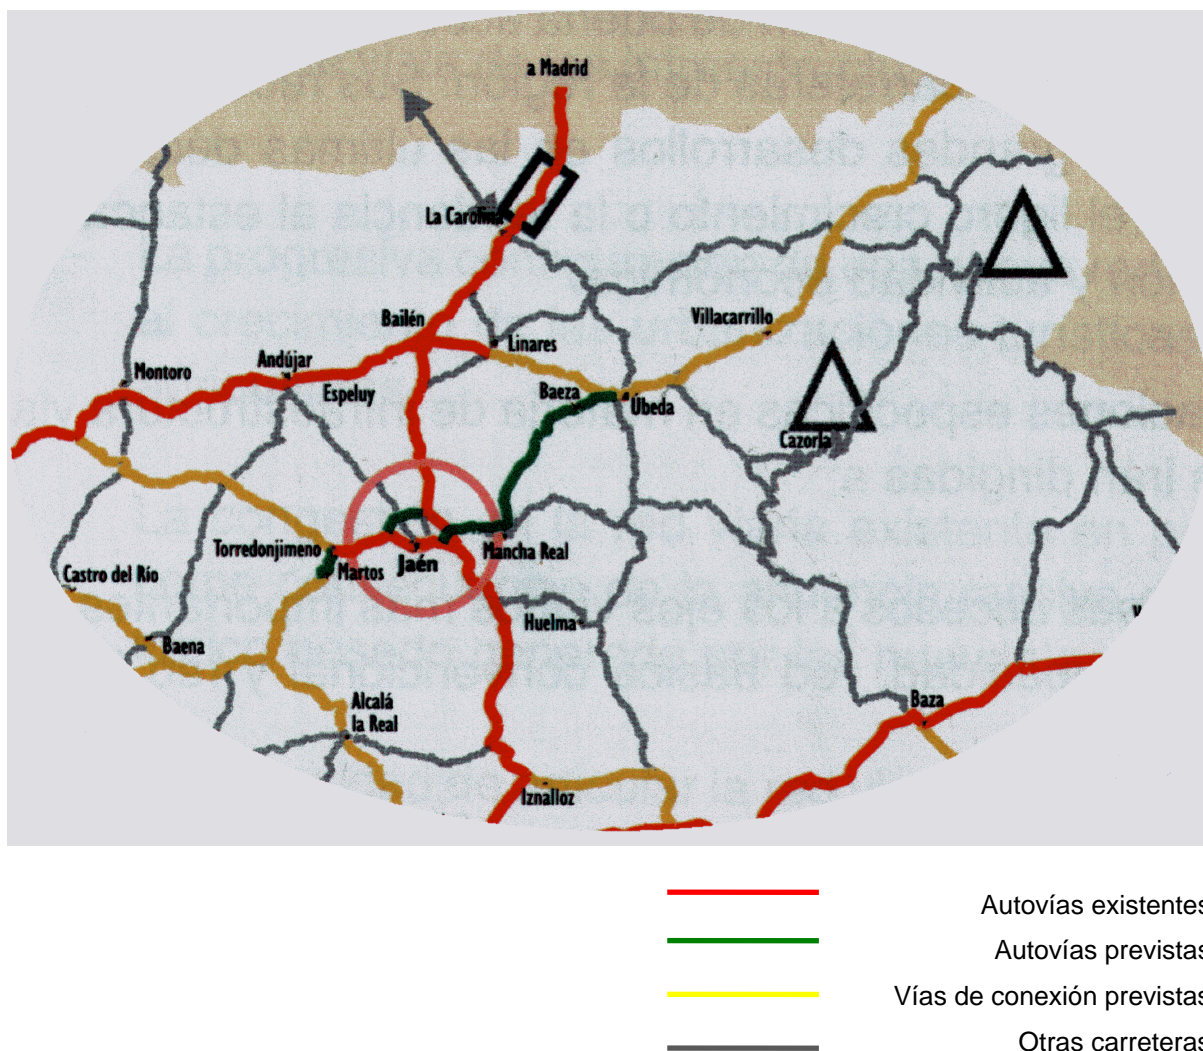 a Madrid
La Carolina
Villacarrillo
Bailén
Linares
Andújar
Montoro
Espeluy
Baeza
Úbeda
Cazorla
Torredonjimeno
Mancha Real
Jaén
Martos
Castro del Río
Huelma
Baena
Baza
Alcalá
la Real
Iznalloz
Autovías existentes
Autovías previstas
Vías de conexión previstas
Otras carreteras